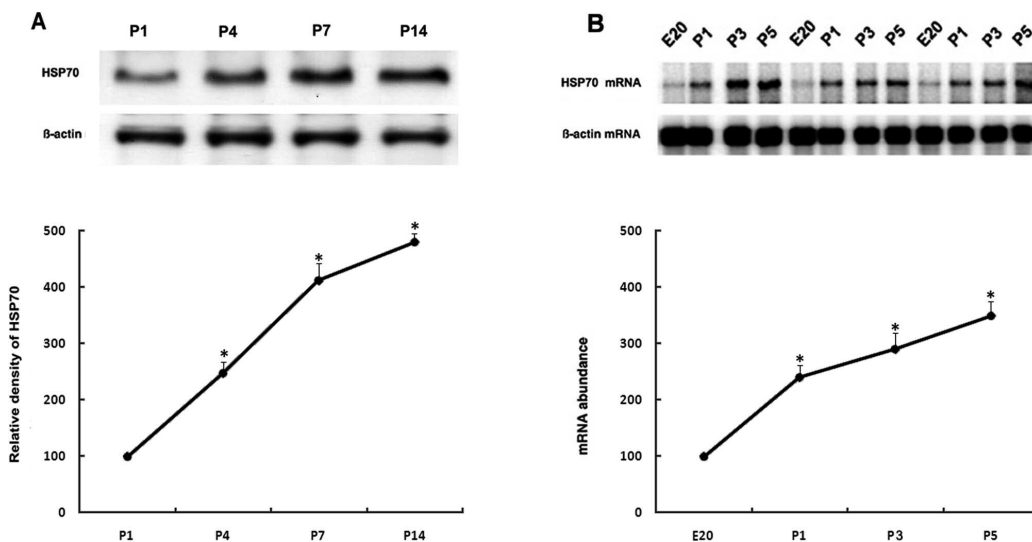 A
P1 P4 P7 P14
HSP70
ß-actin
500
400
300
200
100
0
Relative density of HSP70
* * *
P1 P4 P7 P14
B
E20 P1 P3 P5 E20 P1 P3 P5 E20 P1 P3 P5
HSP70 mRNA
ß-actin mRNA
500
400
300
200
100
0
mRNA abundance
* * *
E20 P1 P3 P5